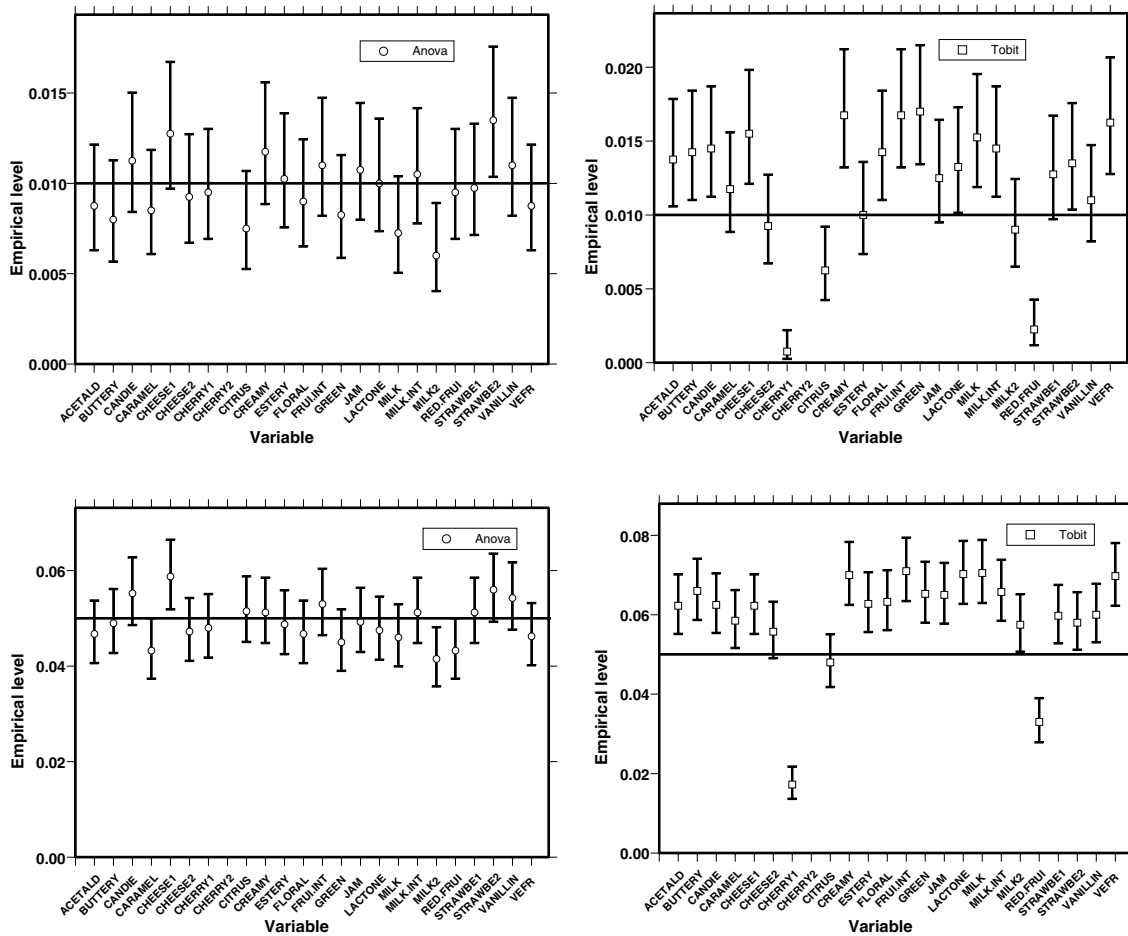 Anova
Empirical level
0.015
0.010
0.005
0.000
ACETALD
BUTTERY
CANDIE
CARAMEL
CHEESE1
CHEESE2
CHERRY1
CHERRY2
CITRUS
CREAMY
ESTERY
FLORAL
FRUI.INT
GREEN
JAM
LACTONE
MILK
MILK.INT
MILK2
RED.FRUI
STRAWBE1
STRAWBE2
VANILLIN
VEFR
Variable
Tobit
Empirical level
0.020
0.015
0.010
0.005
0.000
ACETALD
BUTTERY
CANDIE
CARAMEL
CHEESE1
CHEESE2
CHERRY1
CHERRY2
CITRUS
CREAMY
ESTERY
FLORAL
FRUI.INT
GREEN
JAM
LACTONE
MILK
MILK.INT
MILK2
RED.FRUI
STRAWBE1
STRAWBE2
VANILLIN
VEFR
Variable
Anova
Empirical level
0.06
0.04
0.02
0.00
ACETALD
BUTTERY
CANDIE
CARAMEL
CHEESE1
CHEESE2
CHERRY1
CHERRY2
CITRUS
CREAMY
ESTERY
FLORAL
FRUI.INT
GREEN
JAM
LACTONE
MILK
MILK.INT
MILK2
RED.FRUI
STRAWBE1
STRAWBE2
VANILLIN
VEFR
Variable
Tobit
Empirical level
0.08
0.06
0.04
0.02
0.00
ACETALD
BUTTERY
CANDIE
CARAMEL
CHEESE1
CHEESE2
CHERRY1
CHERRY2
CITRUS
CREAMY
ESTERY
FLORAL
FRUI.INT
GREEN
JAM
LACTONE
MILK
MILK.INT
MILK2
RED.FRUI
STRAWBE1
STRAWBE2
VANILLIN
VEFR
Variable